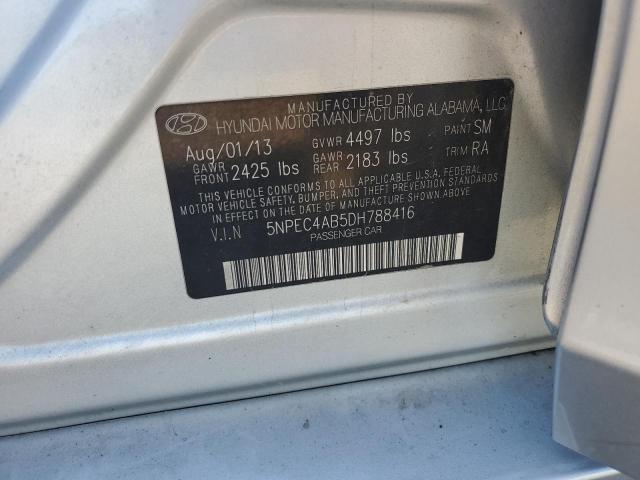 MANUFACTURED BY
HYUNDAI MOTOR MANUFACTURING ALABAMA, LLC
Aug/01/13 GVWR 4497 lbs PAINT SM
GAWR FRONT 2425 lbs GAWR REAR 2183 lbs TRIM RA
THIS VEHICLE CONFORMS TO ALL APPLICABLE U.S.A. FEDERAL
MOTOR VEHICLE SAFETY, BUMPER, AND THEFT PREVENTION STANDARDS
IN EFFECT ON THE DATE OF MANUFACTURE SHOWN ABOVE.
V.I.N 5NPEC4AB5DH788416
PASSENGER CAR